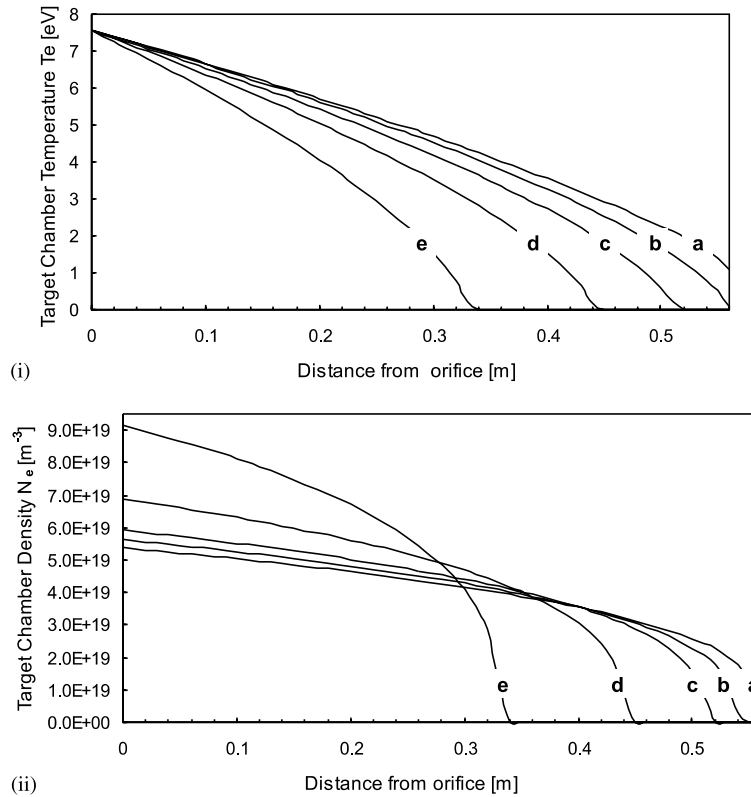 Target Chamber Temperature Te [eV]
8
7
6
5
4
3
2
1
0
e
d
c
b
a
0
0.1
0.2
0.3
0.4
0.5
Distance from orifice [m]
(i)
Target Chamber Density N e [m-3]
9.0E+19
8.0E+19
7.0E+19
6.0E+19
5.0E+19
4.0E+19
3.0E+19
2.0E+19
1.0E+19
0.0E+00
e
d
c
b
a
0
0.1
0.2
0.3
0.4
0.5
Distance from orifice [m]
(ii)